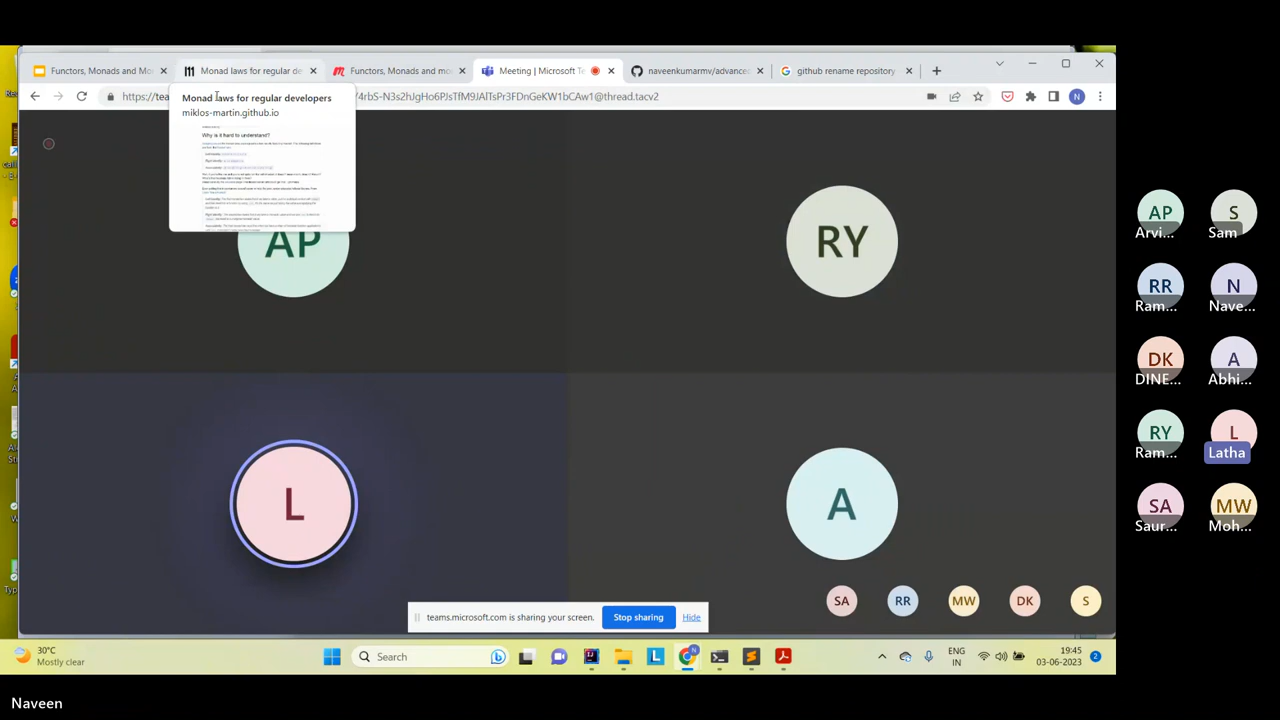 Functors, Monads and Mo
Monad laws for regular de
Functors, Monads and mo
Meeting | Microsoft Te
naveenkumarmv/advance
github rename repository
https://tea
4rbS-N3s2hJgHo6PJsTfM9JAlTsPr3FDnGeKW1bCAw1@thread.tacv2
Monad laws for regular developers
miklos-martin.github.io
Why is it hard to understand?
AP
RY
L
A
SA
RR
MW
DK
S
teams.microsoft.com is sharing your screen.
Stop sharing
Hide
30°C
Mostly clear
Search
ENG
IN
19:45
03-06-2023
2
AP
Arvi...
S
Sam
RR
Ram...
N
Nave...
DK
DINE...
A
Abhi...
RY
Ram...
L
Latha
SA
Saur...
MW
Moh...
Naveen